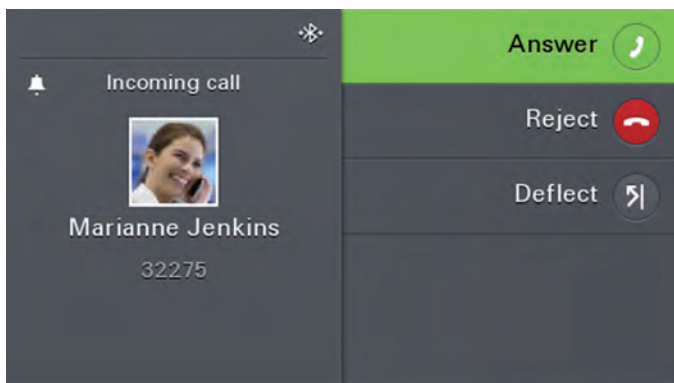 Incoming call
Marianne Jenkins
32275
Answer
Reject
Deflect